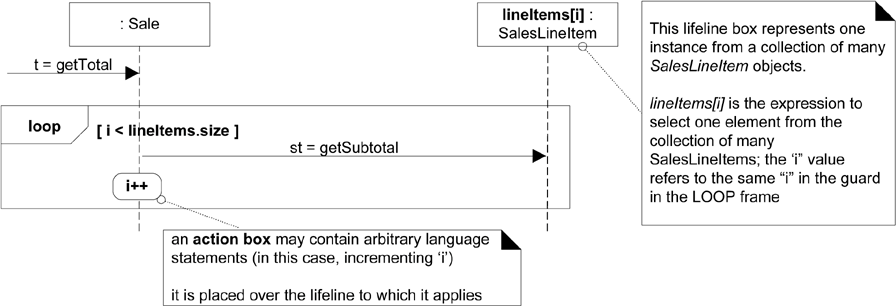 : Sale
lineItems[i] :
SalesLineItem
t = getTotal
loop
[ i < lineItems.size ]
st = getSubtotal
i++
an action box may contain arbitrary language
statements (in this case, incrementing ‘i’)
it is placed over the lifeline to which it applies
This lifeline box represents one
instance from a collection of many
SalesLineItem objects.
lineItems[i] is the expression to
select one element from the
collection of many
SalesLineItems; the ‘i” value
refers to the same “i” in the guard
in the LOOP frame